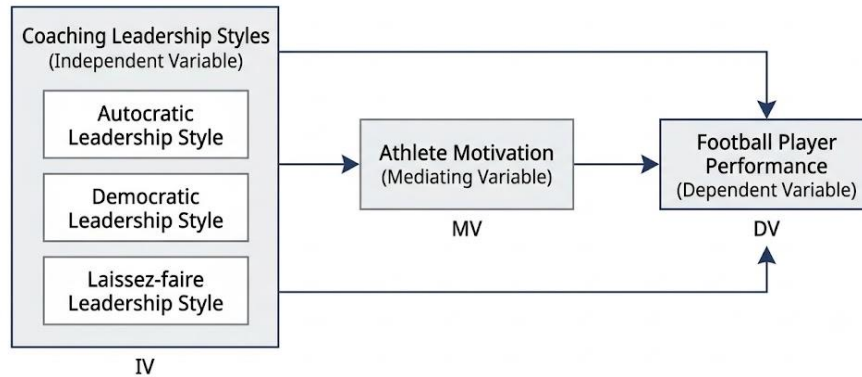 Coaching Leadership Styles
(Independent Variable)
Autocratic
Leadership Style
Democratic
Leadership Style
Laissez-faire
Leadership Style
IV
Athlete Motivation
(Mediating Variable)
MV
Football Player
Performance
(Dependent Variable)
DV